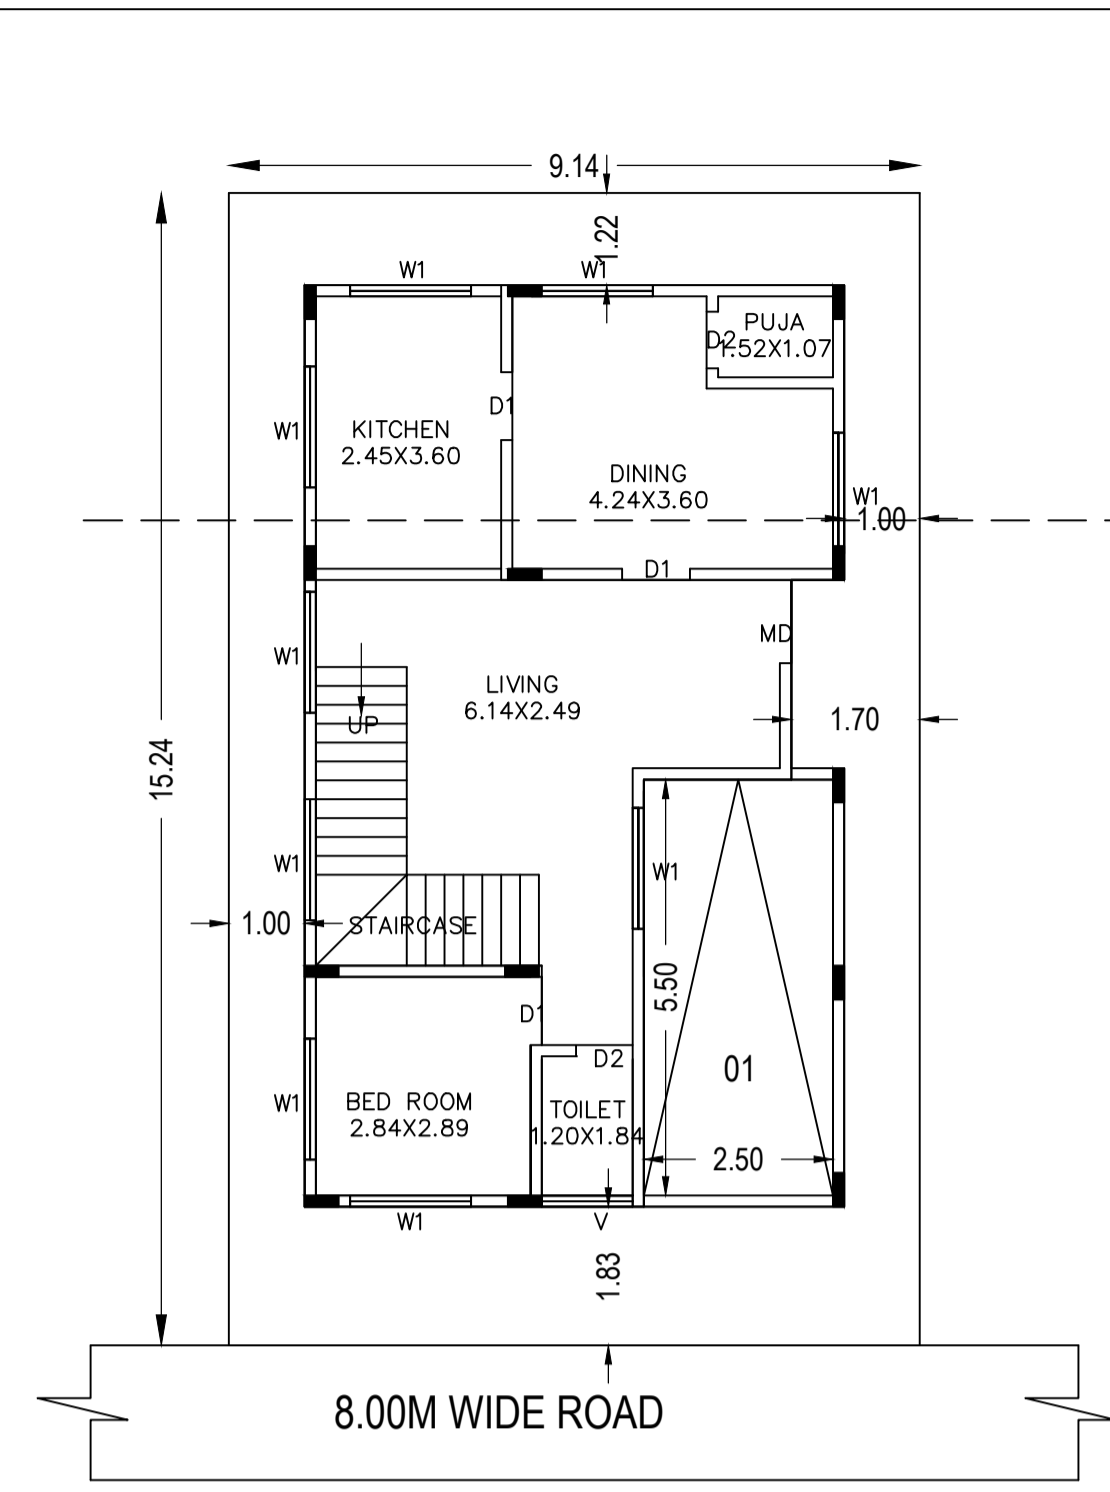 9.14
1.22
W1
W1
PUJA
D2
1.52X1.07
D1
W1
KITCHEN
2.45X3.60
DINING
4.24X3.60
W1
1.00
D1
MD
W1
LIVING
6.14X2.49
1.70
UP
15.24
W1
W1
1.00
STAIRCASE
5.50
D1
D2
01
W1
BED ROOM
2.84X2.89
TOILET
1.20X1.84
2.50
W1
V
1.83
8.00M WIDE ROAD